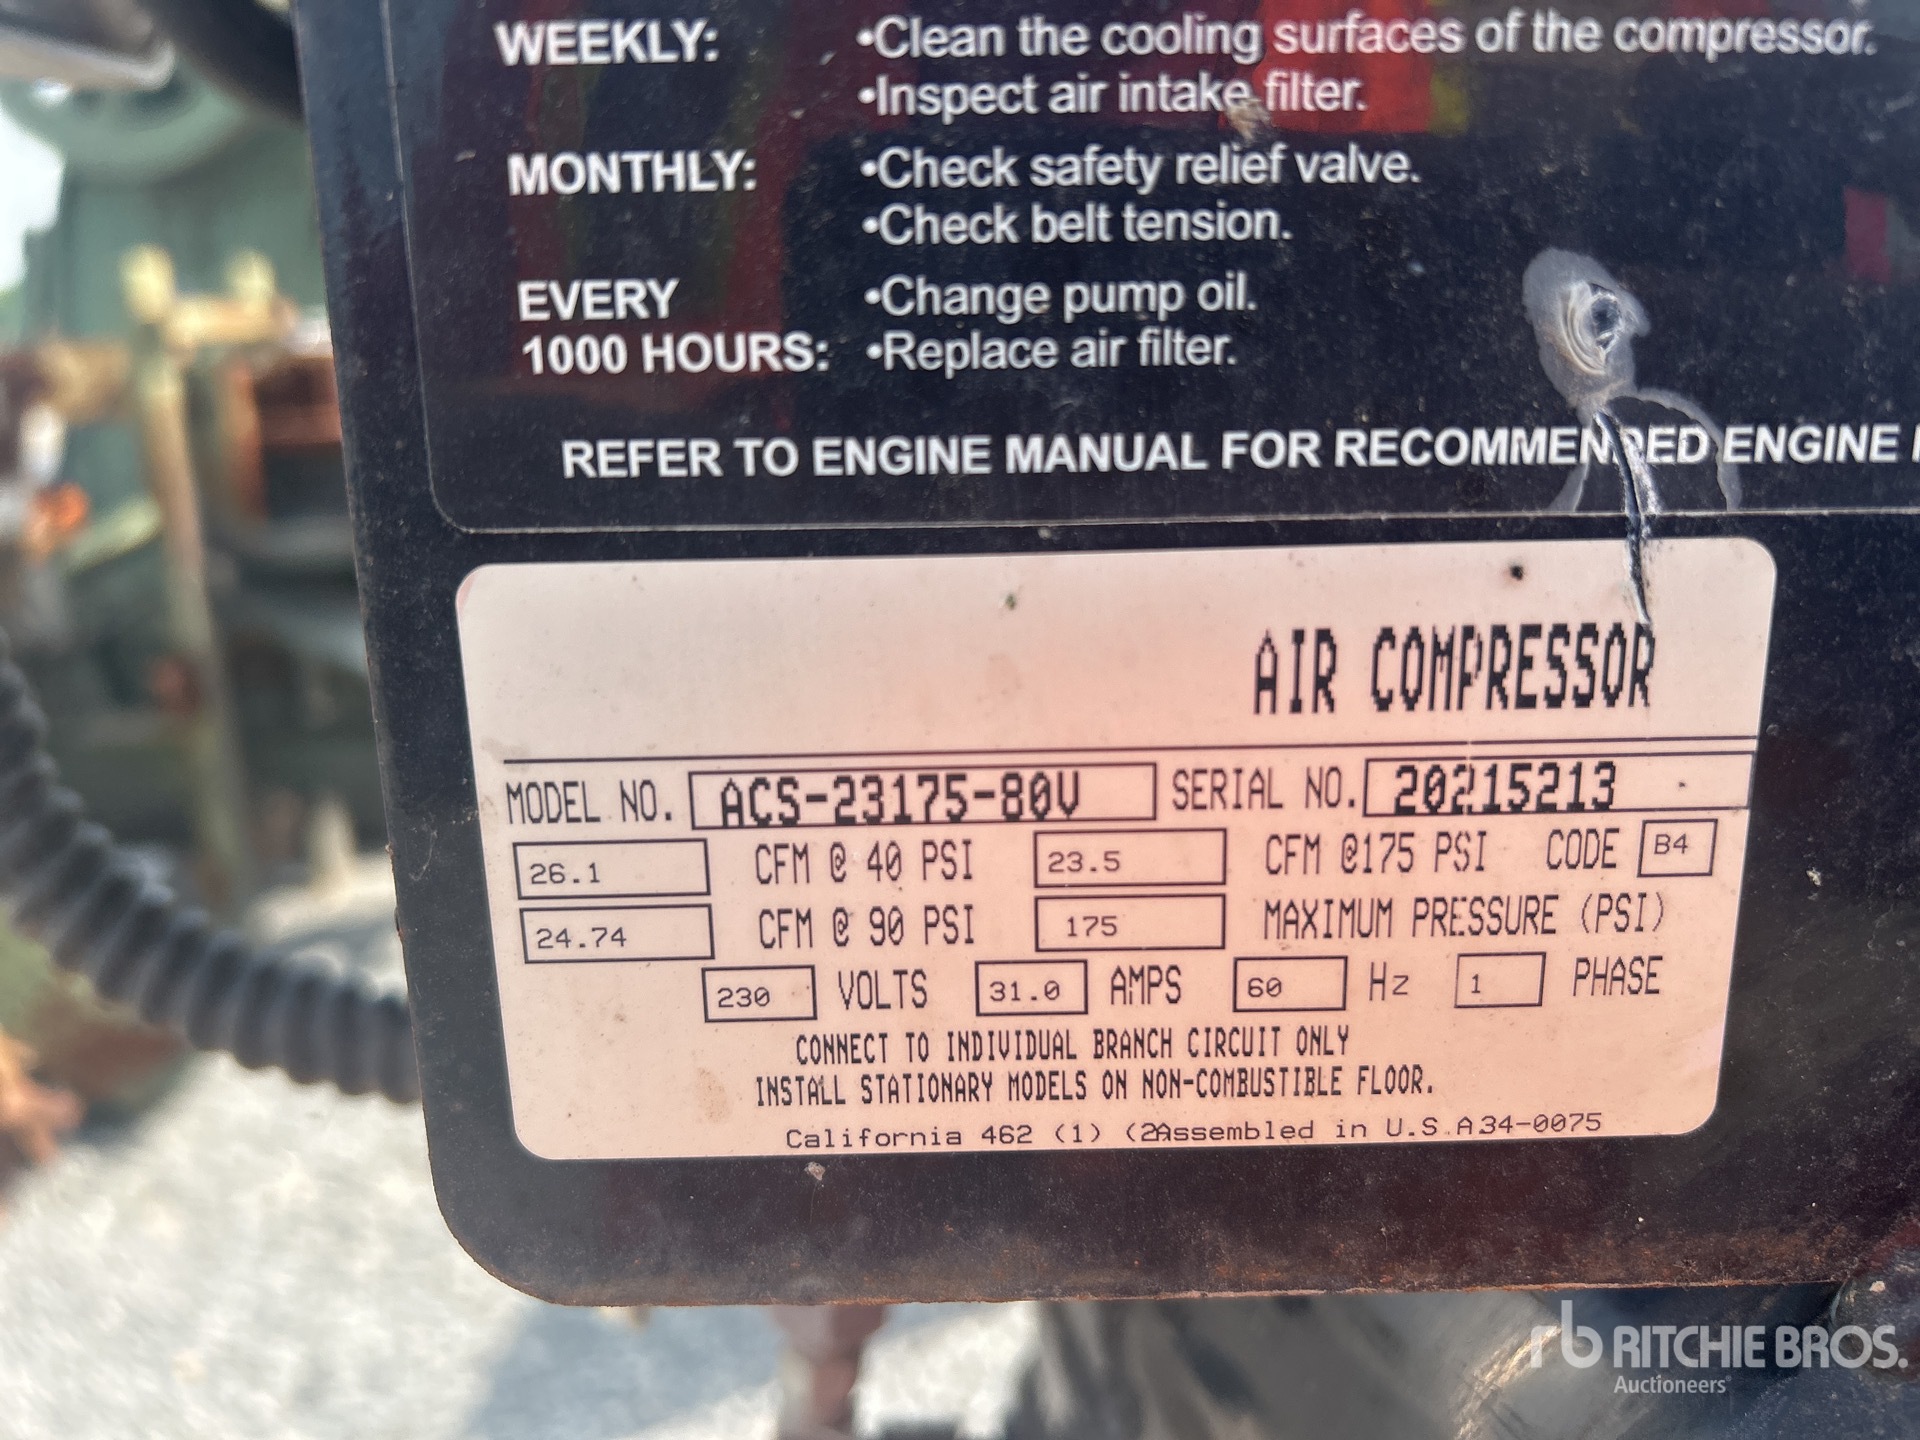 WEEKLY: •Clean the cooling surfaces of the compressor.
•Inspect air intake filter.
MONTHLY: •Check safety relief valve.
•Check belt tension.
EVERY •Change pump oil.
1000 HOURS: •Replace air filter.
REFER TO ENGINE MANUAL FOR RECOMMENDED ENGINE
AIR COMPRESSOR
MODEL NO. ACS-23175-80V SERIAL NO. 20215213
26.1 CFM @ 40 PSI 23.5 CFM @175 PSI CODE B4
24.74 CFM @ 90 PSI 175 MAXIMUM PRESSURE (PSI)
230 VOLTS 31.0 AMPS 60 Hz 1 PHASE
CONNECT TO INDIVIDUAL BRANCH CIRCUIT ONLY
INSTALL STATIONARY MODELS ON NON-COMBUSTIBLE FLOOR.
California 462 (1) (2Assembled in U.S.A34-0075
rb RITCHIE BROS.
Auctioneers